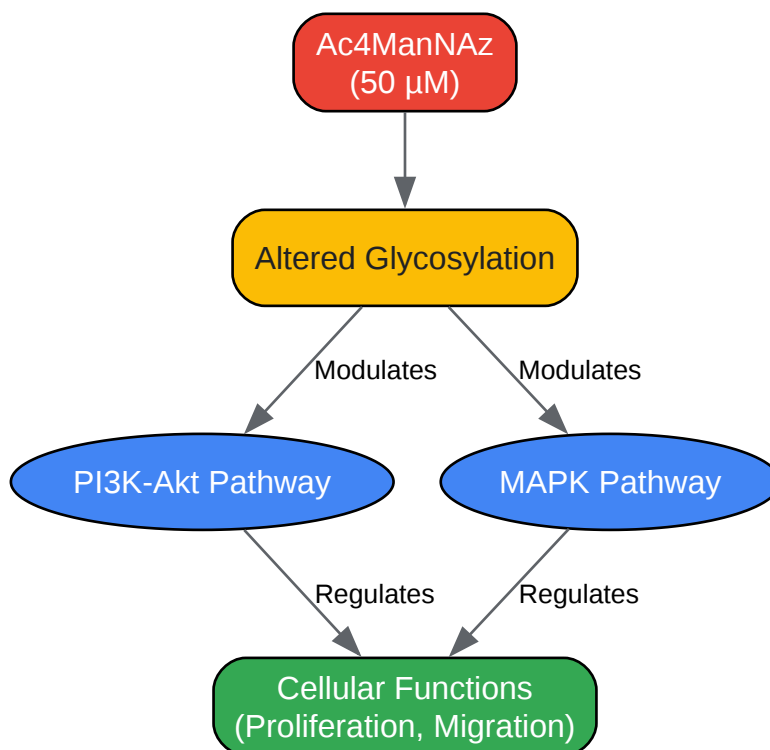 Ac4ManNAz
(50 µM)
Altered Glycosylation
Modulates
Modulates
PI3K-Akt Pathway
MAPK Pathway
Regulates
Regulates
Cellular Functions
(Proliferation, Migration)